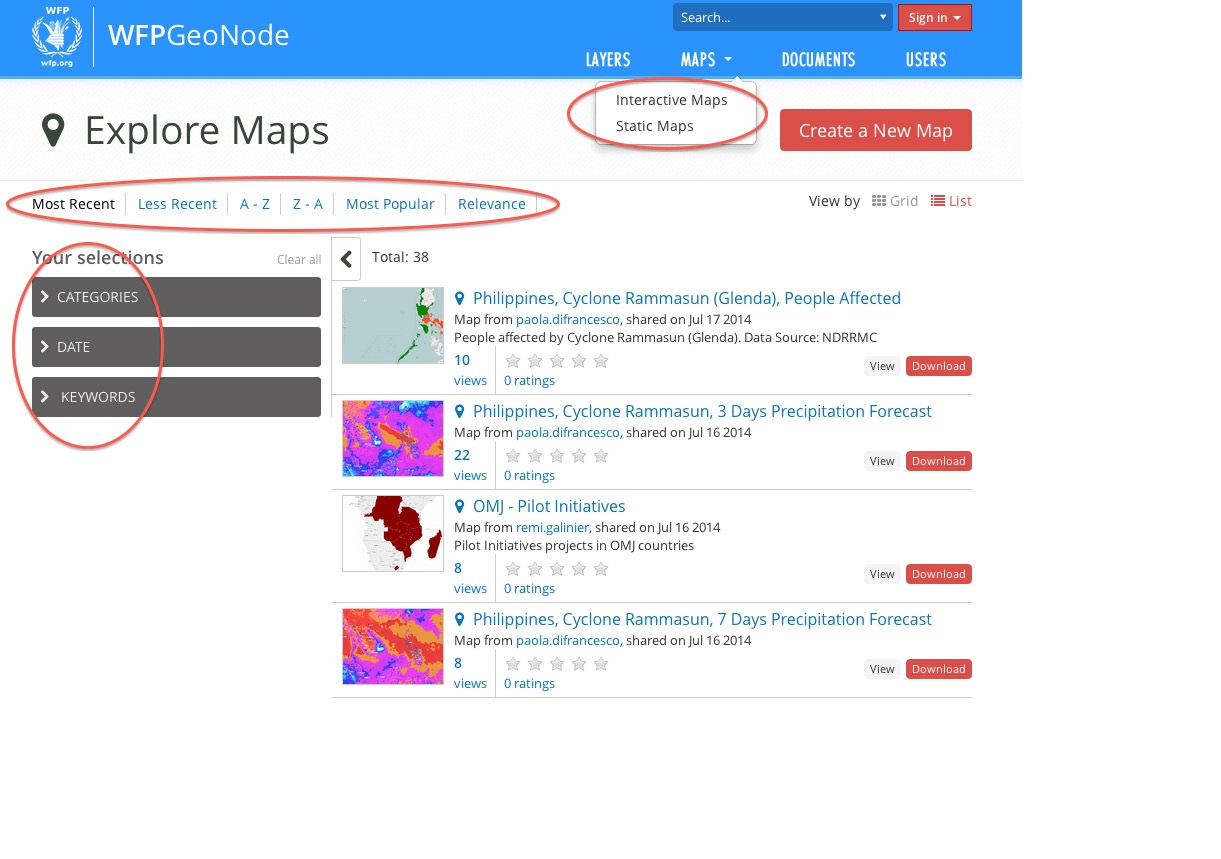 WFP
wfp.org
WFPGeoNode
Search...
Sign in
LAYERS MAPS DOCUMENTS USERS
Interactive Maps
Static Maps
Explore Maps
Create a New Map
Most Recent Less Recent A - Z Z - A Most Popular Relevance
View by Grid List
Your selections Clear all
CATEGORIES
DATE
KEYWORDS
Total: 38
Philippines, Cyclone Rammasun (Glenda), People Affected
Map from paola.difrancesco, shared on Jul 17 2014
People affected by Cyclone Rammasun (Glenda). Data Source: NDRRMC
10
views 0 ratings
View Download
Philippines, Cyclone Rammasun, 3 Days Precipitation Forecast
Map from paola.difrancesco, shared on Jul 16 2014
22
views 0 ratings
View Download
OMJ - Pilot Initiatives
Map from remi.galinier, shared on Jul 16 2014
Pilot Initiatives projects in OMJ countries
8
views 0 ratings
View Download
Philippines, Cyclone Rammasun, 7 Days Precipitation Forecast
Map from paola.difrancesco, shared on Jul 16 2014
8
views 0 ratings
View Download